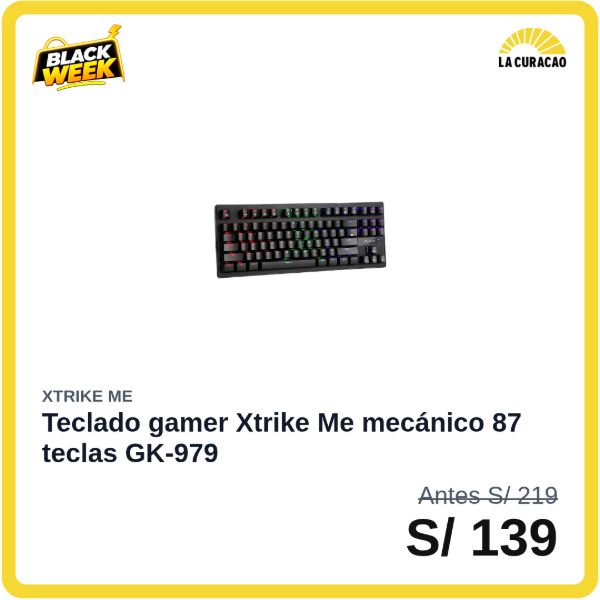 BLACK
WEEK
LA CURACAO
XTRIKE ME
Teclado gamer Xtrike Me mecánico 87
teclas GK-979
Antes S/ 219
S/ 139